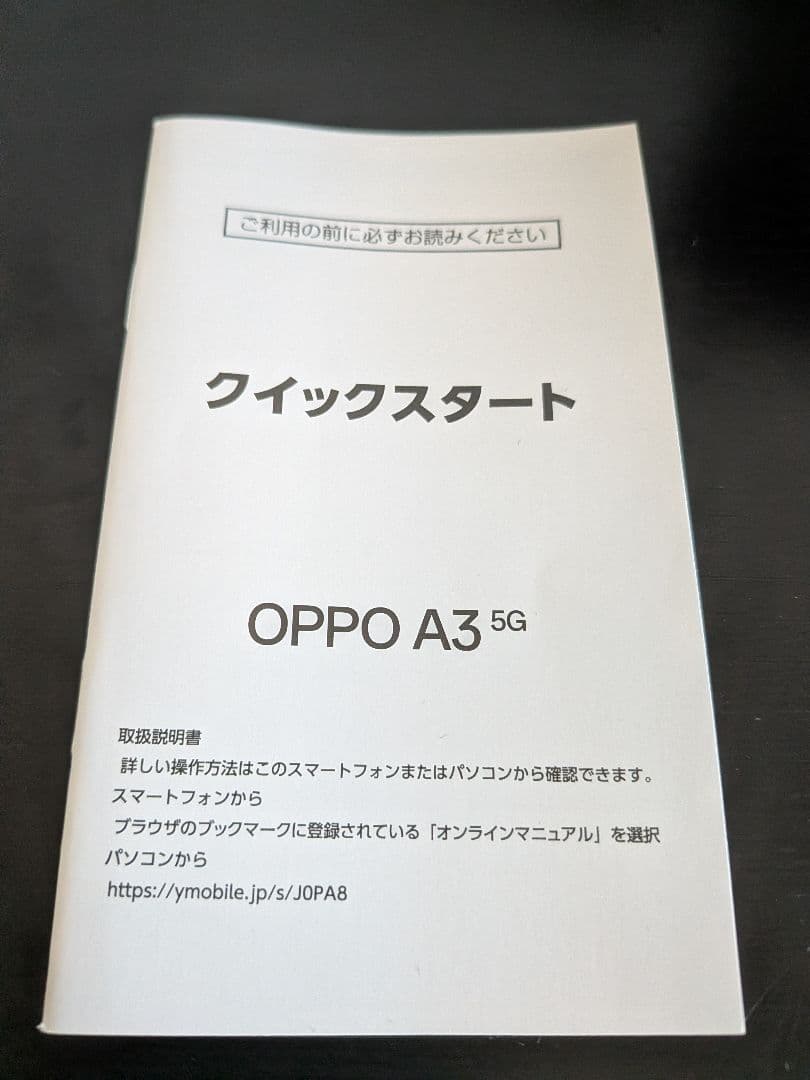 ご利用の前に必ずお読みください
クイックスタート
OPPO A3 5G
取扱説明書
詳しい操作方法はこのスマートフォンまたはパソコンから確認できます。
スマートフォンから
ブラウザのブックマークに登録されている「オンラインマニュアル」を選択
パソコンから
https://ymobile.jp/s/J0PA8